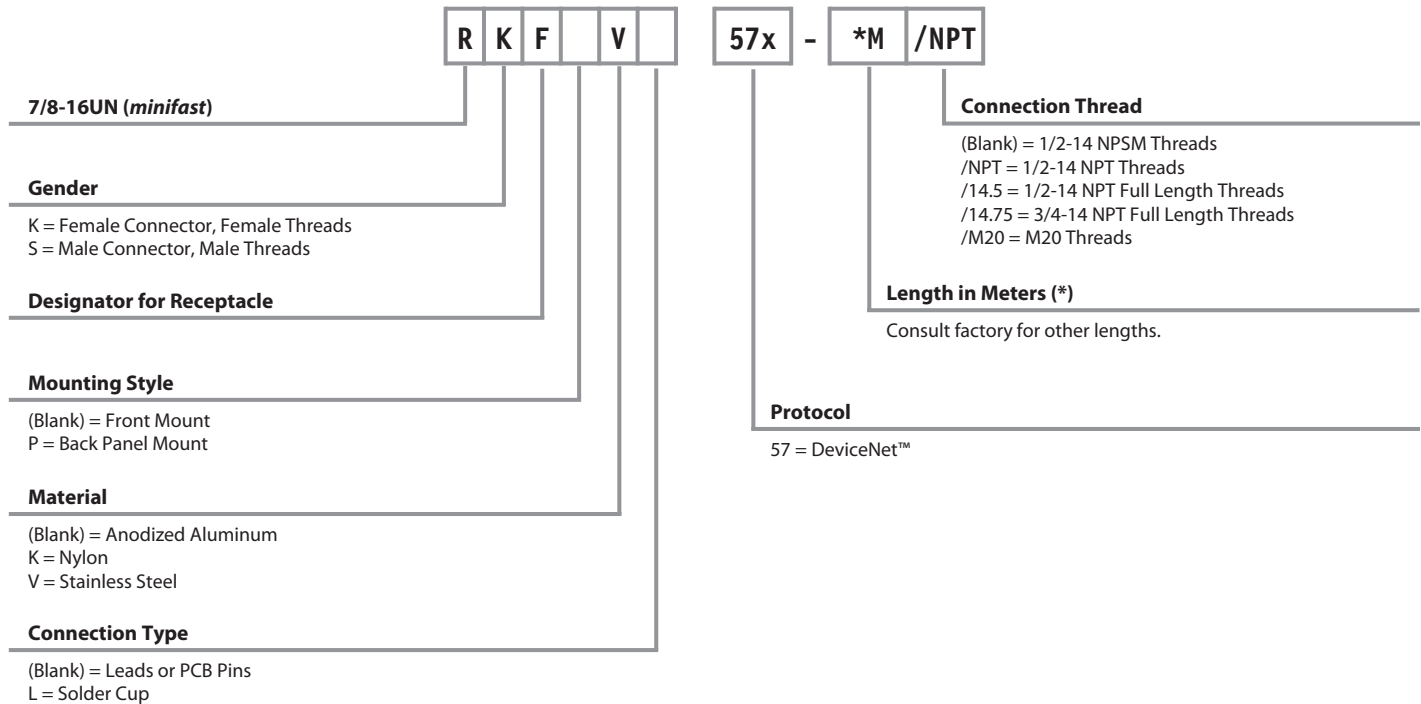 R K F V 57x - *M /NPT
7/8-16UN (minifast)
Gender
K = Female Connector, Female Threads
S = Male Connector, Male Threads
Designator for Receptacle
Mounting Style
(Blank) = Front Mount
P = Back Panel Mount
Material
(Blank) = Anodized Aluminum
K = Nylon
V = Stainless Steel
Connection Type
(Blank) = Leads or PCB Pins
L = Solder Cup
Connection Thread
(Blank) = 1/2-14 NPSM Threads
/NPT = 1/2-14 NPT Threads
/14.5 = 1/2-14 NPT Full Length Threads
/14.75 = 3/4-14 NPT Full Length Threads
/M20 = M20 Threads
Length in Meters (*)
Consult factory for other lengths.
Protocol
57 = DeviceNet™